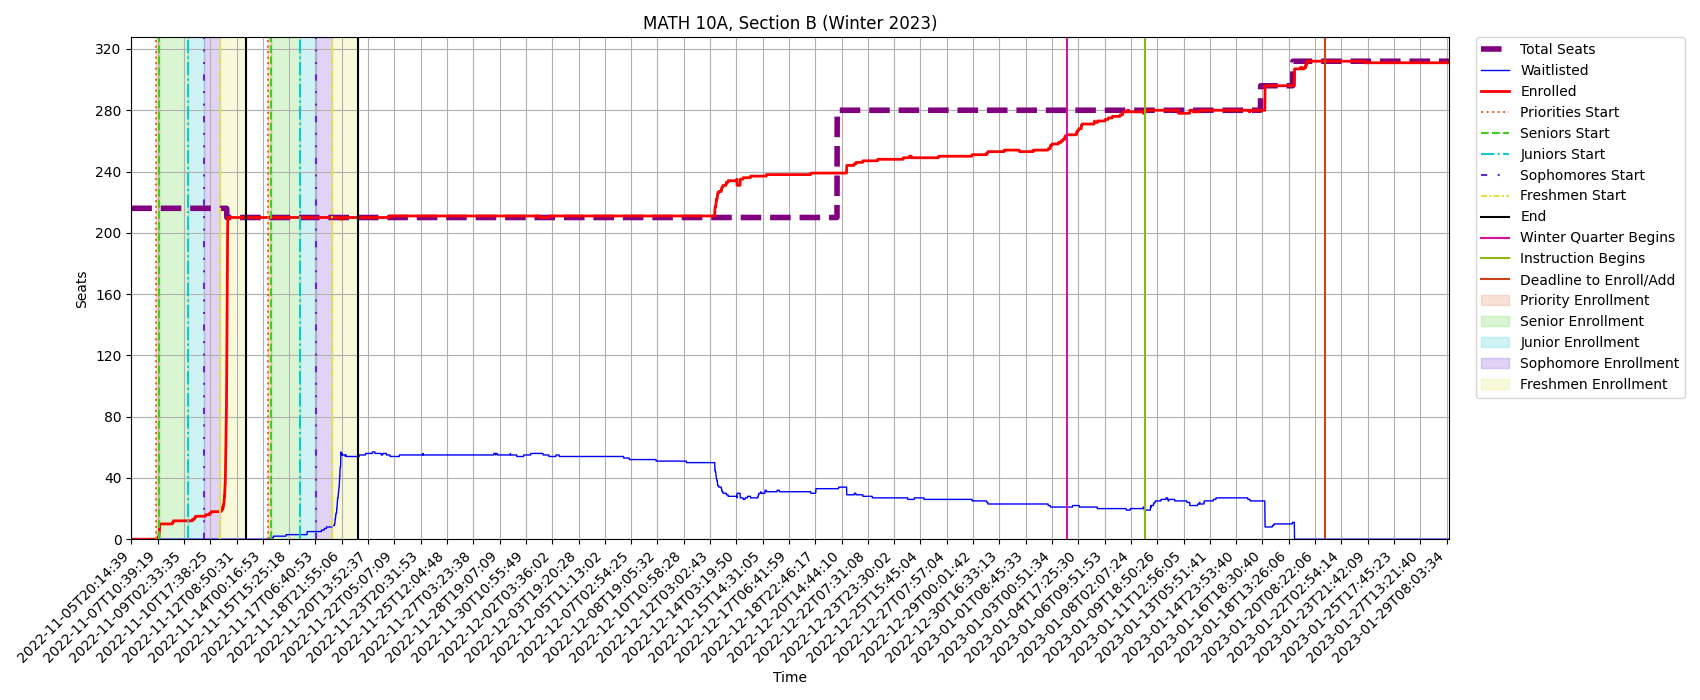 MATH 10A, Section B (Winter 2023)
Seats
320
280
240
200
160
120
80
40
0
2022-11-05T20:14:39
2022-11-07T10:39:19
2022-11-09T02:33:35
2022-11-10T17:38:25
2022-11-12T08:50:31
2022-11-14T00:16:53
2022-11-15T15:25:18
2022-11-17T06:40:53
2022-11-18T21:55:06
2022-11-20T13:52:37
2022-11-22T05:07:09
2022-11-23T20:31:53
2022-11-25T12:04:48
2022-11-27T03:23:38
2022-11-28T19:07:09
2022-11-30T10:55:49
2022-12-02T03:36:02
2022-12-03T19:20:28
2022-12-05T11:13:02
2022-12-07T02:54:25
2022-12-08T19:05:32
2022-12-10T10:58:28
2022-12-12T03:02:45
2022-12-14T03:19:50
2022-12-15T14:31:05
2022-12-17T06:41:59
2022-12-18T22:46:17
2022-12-20T14:44:10
2022-12-22T07:31:08
2022-12-23T23:30:02
2022-12-25T15:45:04
2022-12-27T07:57:04
2022-12-29T00:01:42
2022-12-30T16:33:13
2023-01-01T08:45:33
2023-01-03T00:51:34
2023-01-04T17:25:30
2023-01-06T09:51:53
2023-01-08T02:07:24
2023-01-09T18:50:26
2023-01-11T12:56:05
2023-01-13T05:51:41
2023-01-14T23:53:40
2023-01-16T18:30:40
2023-01-18T13:26:06
2023-01-20T08:22:06
2023-01-22T02:54:14
2023-01-23T21:42:09
2023-01-25T17:45:23
2023-01-27T13:21:40
2023-01-29T08:03:34
Time
Total Seats
Waitlisted
Enrolled
Priorities Start
Seniors Start
Juniors Start
Sophomores Start
Freshmen Start
End
Winter Quarter Begins
Instruction Begins
Deadline to Enroll/Add
Priority Enrollment
Senior Enrollment
Junior Enrollment
Sophomore Enrollment
Freshmen Enrollment